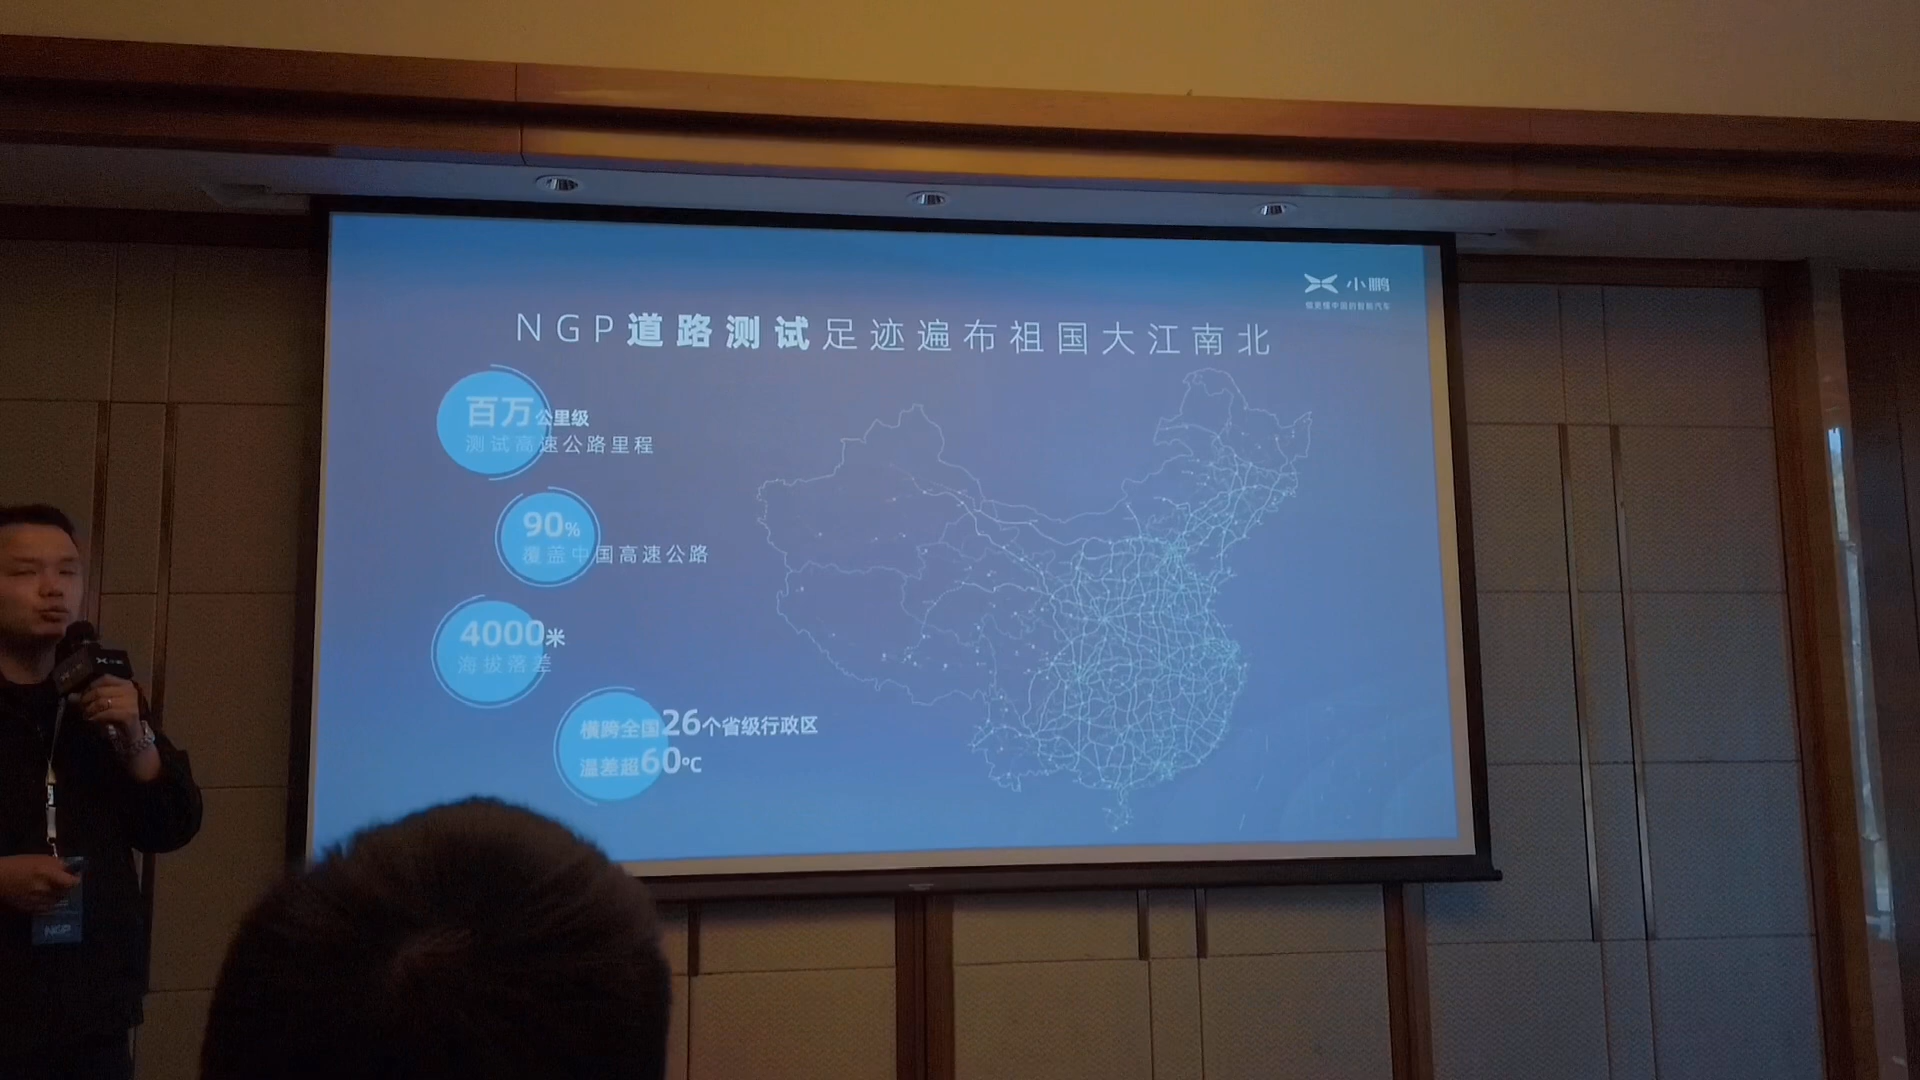 小鹏
NGP道路测试足迹遍布祖国大江南北
百万公里级
测试高速公路里程
90%
覆盖中国高速公路
4000米
海拔落差
横跨全国26个省级行政区
温差超60℃
NGP